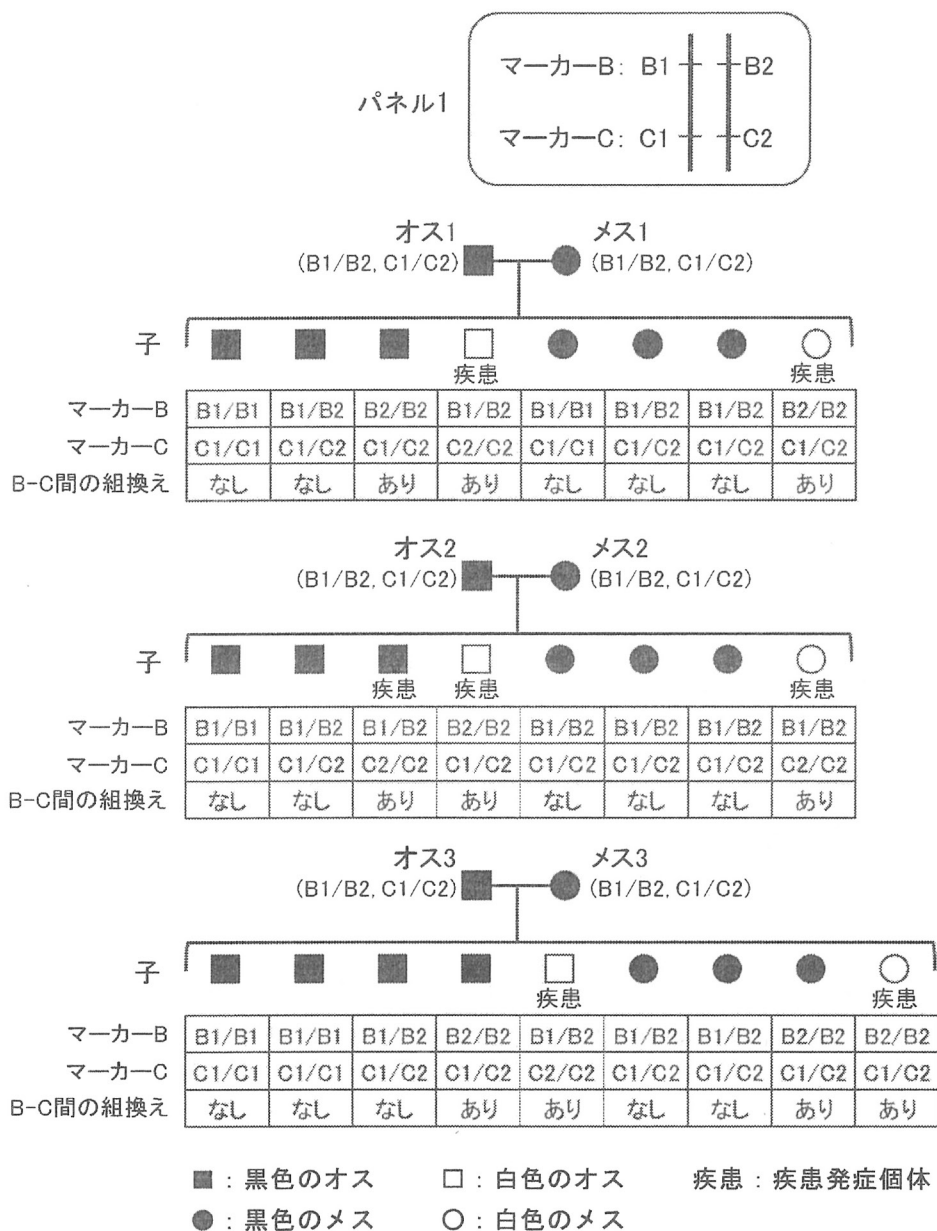 パネル1
マーカーB: B1 B2
マーカーC: C1 C2
オス1 メス1
(B1/B2, C1/C2) (B1/B2, C1/C2)
子
疾患 疾患
マーカーB B1/B1 B1/B2 B2/B2 B1/B2 B1/B1 B1/B2 B1/B2 B2/B2
マーカーC C1/C1 C1/C2 C1/C2 C2/C2 C1/C1 C1/C2 C1/C2 C1/C2
B-C間の組換え なし なし あり あり なし なし なし あり
オス2 メス2
(B1/B2, C1/C2) (B1/B2, C1/C2)
子
疾患 疾患 疾患
マーカーB B1/B1 B1/B2 B1/B2 B2/B2 B1/B2 B1/B2 B1/B2 B1/B2
マーカーC C1/C1 C1/C2 C2/C2 C1/C2 C1/C2 C1/C2 C1/C2 C2/C2
B-C間の組換え なし なし あり あり なし なし なし あり
オス3 メス3
(B1/B2, C1/C2) (B1/B2, C1/C2)
子
疾患 疾患
マーカーB B1/B1 B1/B1 B1/B2 B2/B2 B1/B2 B1/B2 B1/B2 B2/B2 B2/B2
マーカーC C1/C1 C1/C1 C1/C2 C1/C2 C2/C2 C1/C2 C1/C2 C1/C2 C1/C2
B-C間の組換え なし なし なし あり あり なし なし あり あり
■ : 黒色のオス □ : 白色のオス 疾患 : 疾患発症個体
● : 黒色のメス ○ : 白色のメス